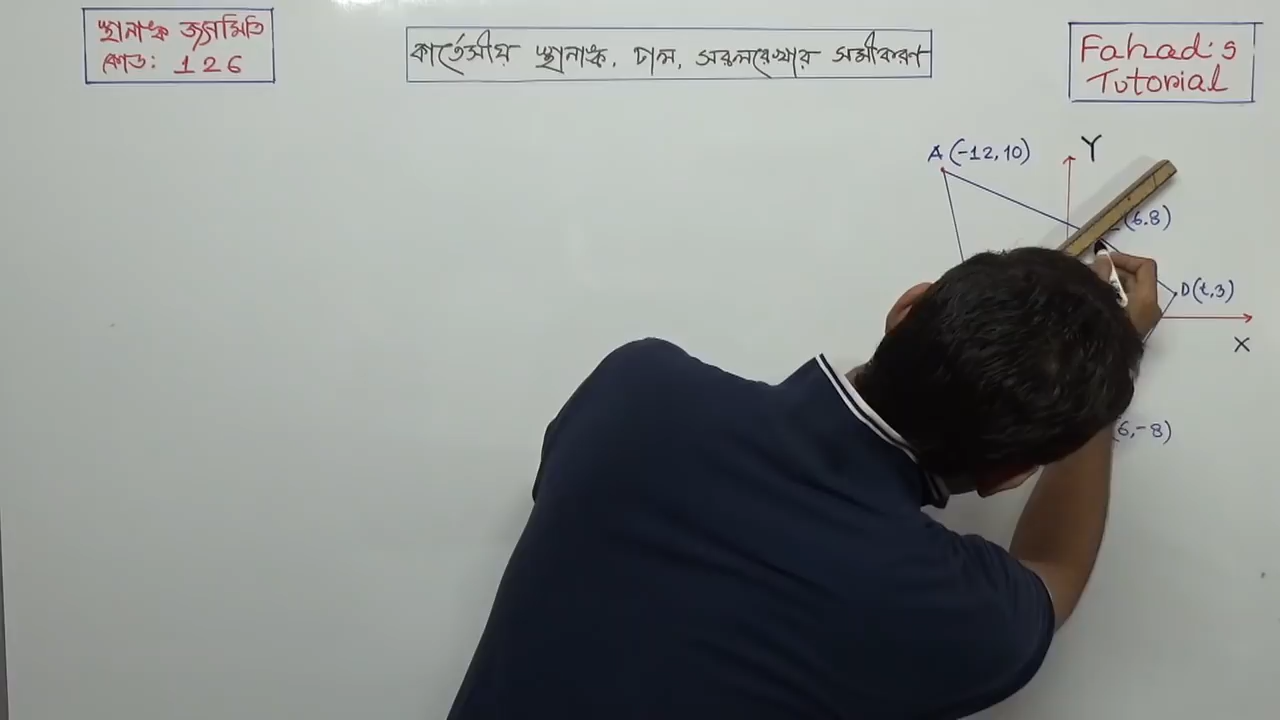 স্থানাঙ্ক জ্যামিতি
কোড: 126
কার্তেসীয় স্থানাঙ্ক, ঢাল, সরলরেখার সমীকরণ
Fahad's
Tutorial
A (-12, 10)
Y
(6.8)
D(t,3)
X
(6,-8)